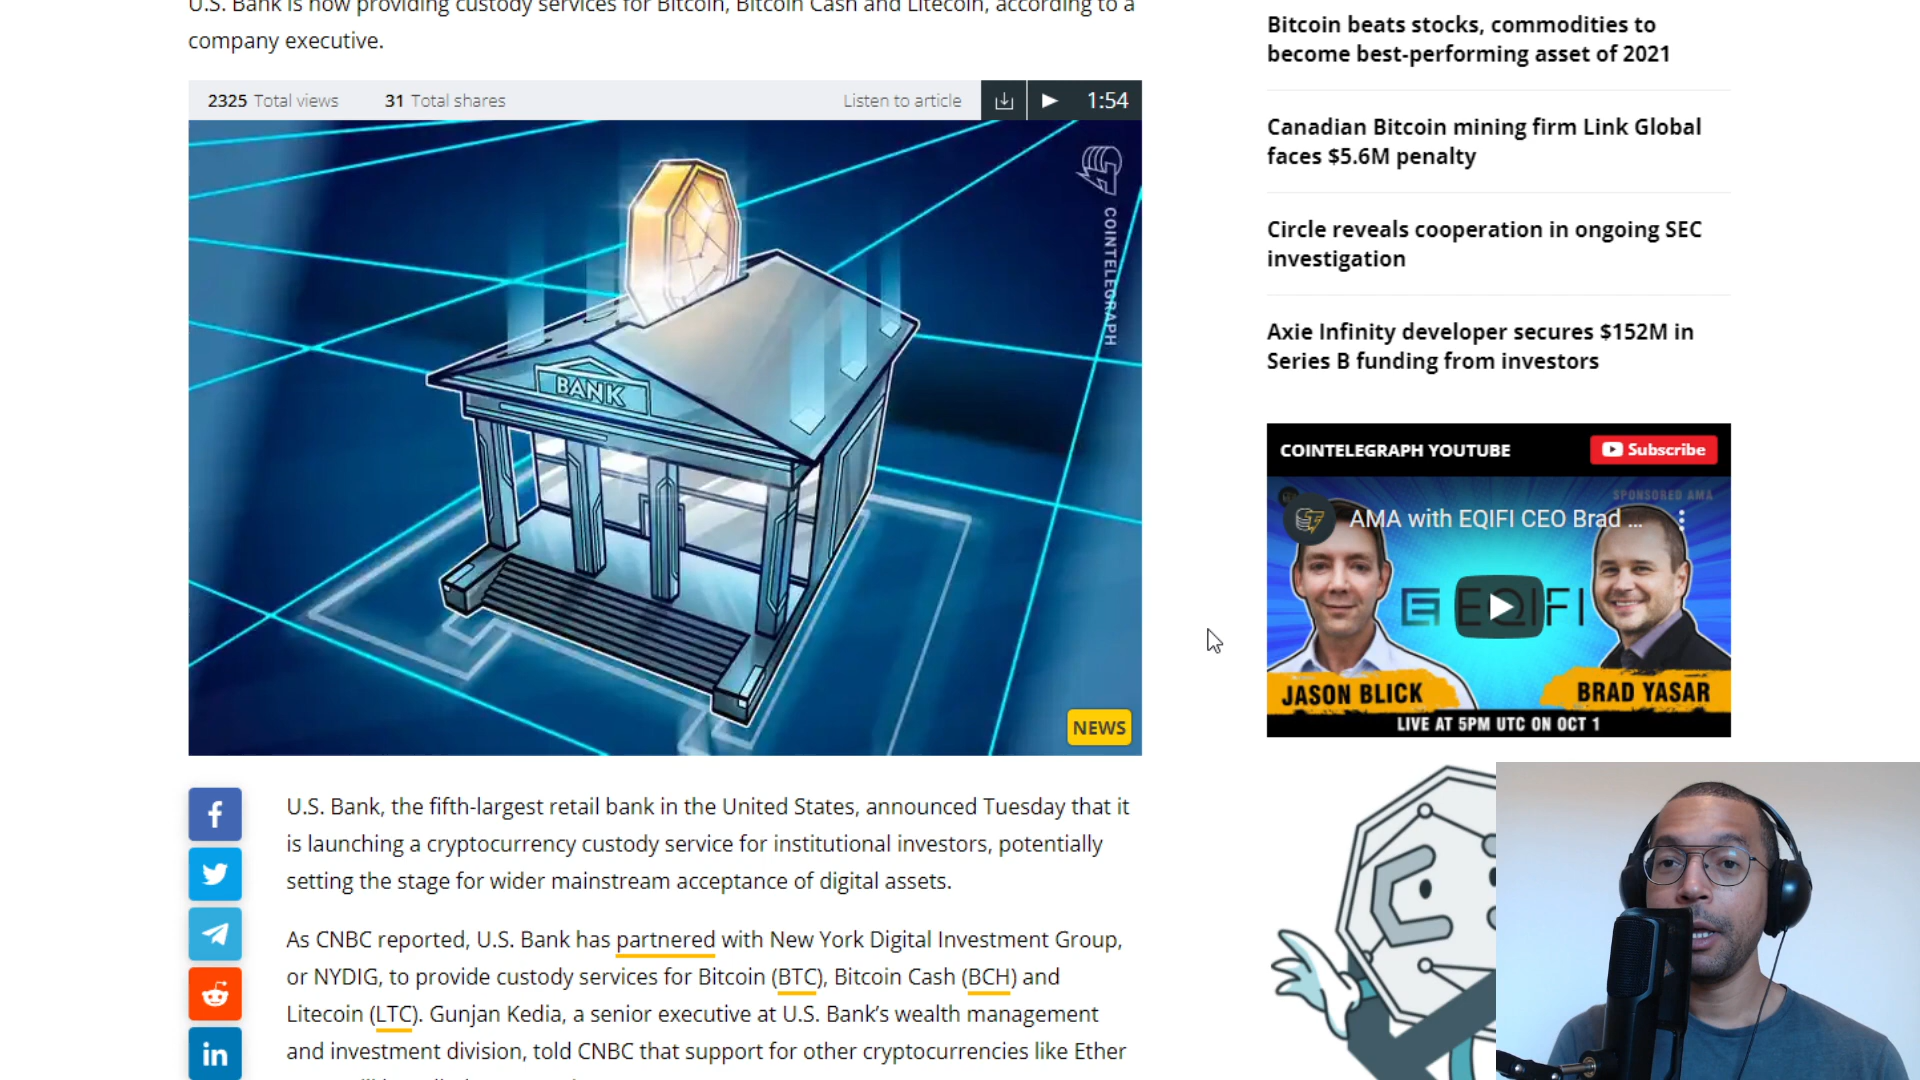 U.S. Bank is now providing custody services for Bitcoin, Bitcoin Cash and Litecoin, according to a
company executive.
2325 Total views
31 Total shares
Listen to article
1:54
COINTELEGRAPH
BANK
NEWS
U.S. Bank, the fifth-largest retail bank in the United States, announced Tuesday that it
is launching a cryptocurrency custody service for institutional investors, potentially
setting the stage for wider mainstream acceptance of digital assets.
As CNBC reported, U.S. Bank has partnered with New York Digital Investment Group,
or NYDIG, to provide custody services for Bitcoin (BTC), Bitcoin Cash (BCH) and
Litecoin (LTC). Gunjan Kedia, a senior executive at U.S. Bank’s wealth management
and investment division, told CNBC that support for other cryptocurrencies like Ether
Bitcoin beats stocks, commodities to
become best-performing asset of 2021
Canadian Bitcoin mining firm Link Global
faces $5.6M penalty
Circle reveals cooperation in ongoing SEC
investigation
Axie Infinity developer secures $152M in
Series B funding from investors
COINTELEGRAPH YOUTUBE
Subscribe
SPONSORED AMA
AMA with EQIFI CEO Brad ...
EQIFI
JASON BLICK
BRAD YASAR
LIVE AT 5PM UTC ON OCT 1